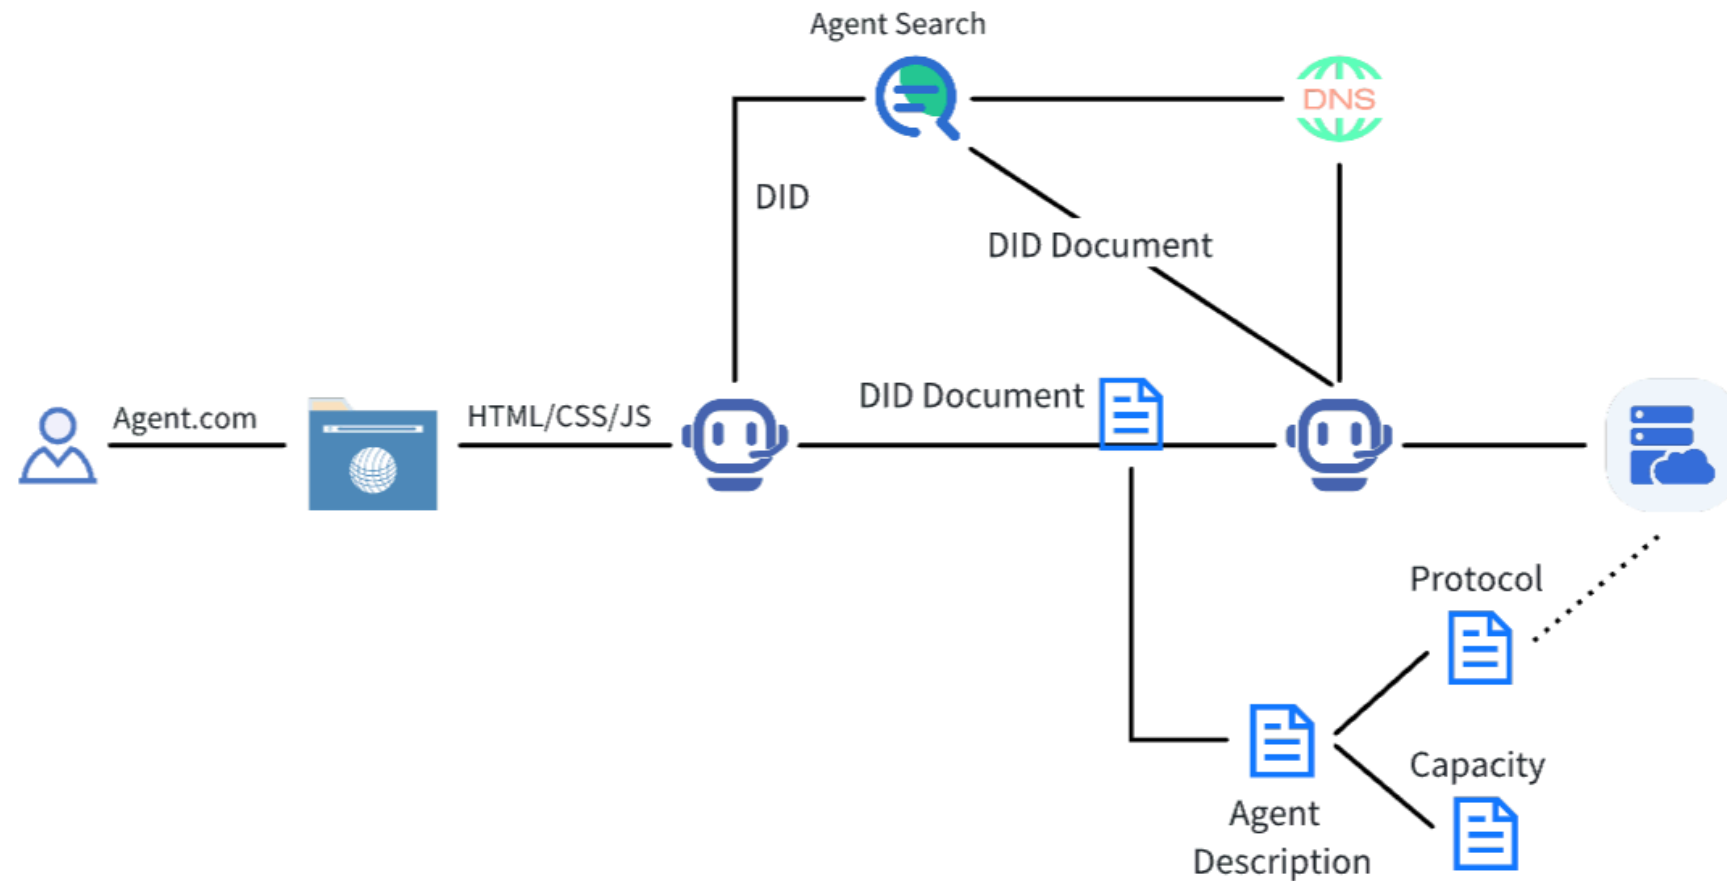 Agent Search
DNS
DID
DID Document
Agent.com
HTML/CSS/JS
DID Document
Protocol
Capacity
Agent
Description